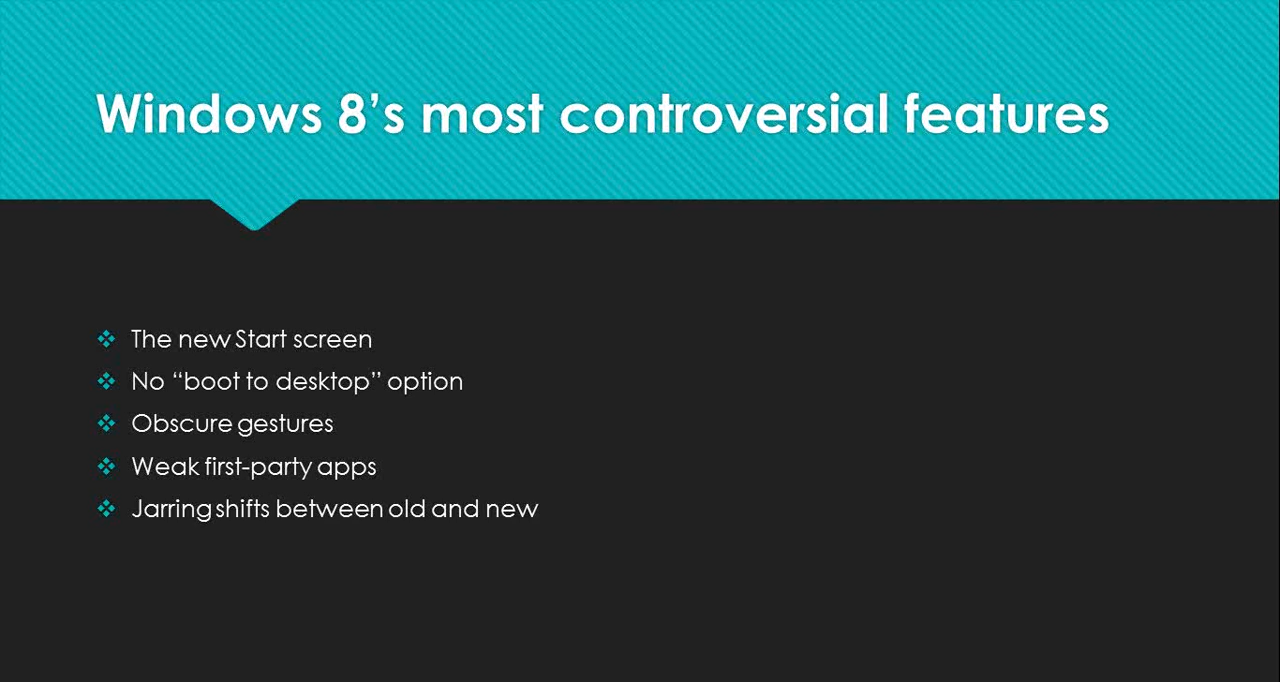 Windows 8’s most controversial features
The new Start screen
No “boot to desktop” option
Obscure gestures
Weak first-party apps
Jarring shifts between old and new